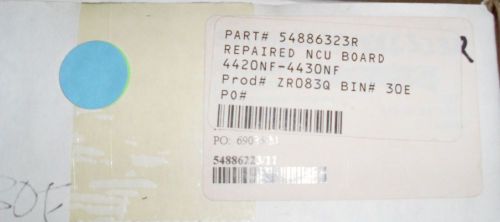 PART# 54886323R
REPAIRED NCU BOARD
4420NF-4430NF
Prod# ZR083Q BIN# 30E
PO#
R
PO:
30E